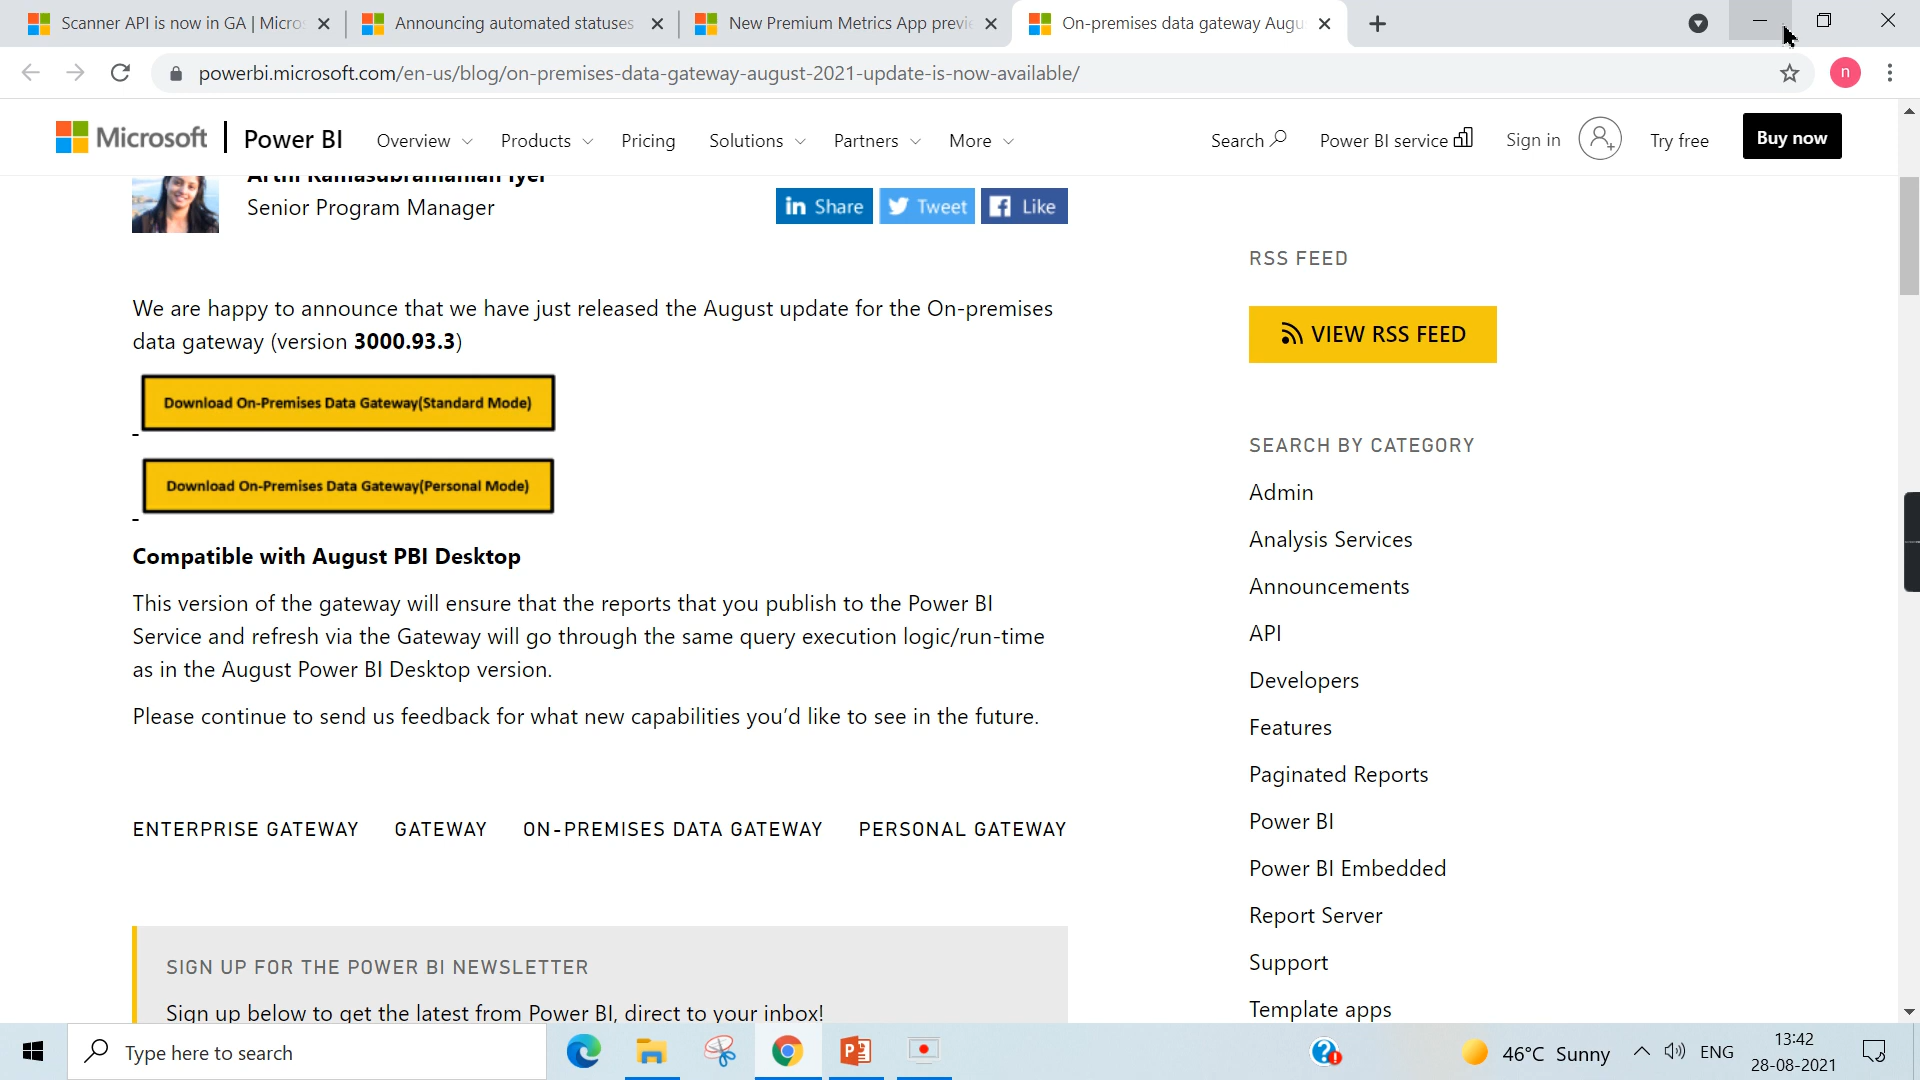 Scanner API is now in GA | Micros
Announcing automated statuses
New Premium Metrics App previe
On-premises data gateway Augu
powerbi.microsoft.com/en-us/blog/on-premises-data-gateway-august-2021-update-is-now-available/
n
Microsoft | Power BI
Overview Products Pricing Solutions Partners More
Search Power BI service Sign in Try free Buy now
Arthi Ramasubramanian Iyer
Senior Program Manager
in Share Tweet Like
We are happy to announce that we have just released the August update for the On-premises
data gateway (version 3000.93.3)
Download On-Premises Data Gateway(Standard Mode)
Download On-Premises Data Gateway(Personal Mode)
Compatible with August PBI Desktop
This version of the gateway will ensure that the reports that you publish to the Power BI
Service and refresh via the Gateway will go through the same query execution logic/run-time
as in the August Power BI Desktop version.
Please continue to send us feedback for what new capabilities you'd like to see in the future.
ENTERPRISE GATEWAY GATEWAY ON-PREMISES DATA GATEWAY PERSONAL GATEWAY
SIGN UP FOR THE POWER BI NEWSLETTER
Sign up below to get the latest from Power BI, direct to your inbox!
RSS FEED
VIEW RSS FEED
SEARCH BY CATEGORY
Admin
Analysis Services
Announcements
API
Developers
Features
Paginated Reports
Power BI
Power BI Embedded
Report Server
Support
Template apps
Type here to search
46°C Sunny
ENG
13:42
28-08-2021